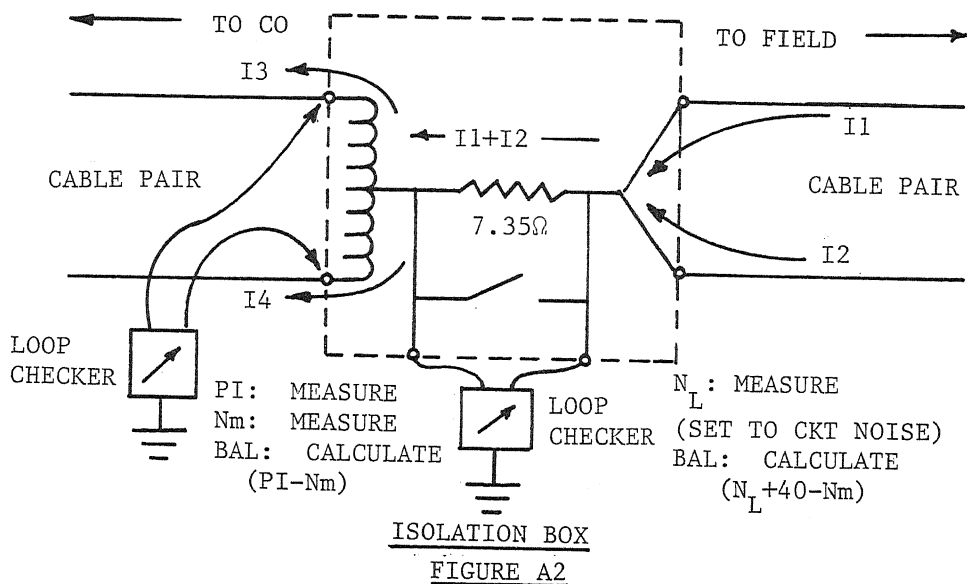 TO CO
TO FIELD
I3
I1
I1+I2
CABLE PAIR
CABLE PAIR
7.35Ω
I2
I4
LOOP
CHECKER
PI: MEASURE
Nm: MEASURE
BAL: CALCULATE
(PI-Nm)
LOOP
CHECKER
NL: MEASURE
(SET TO CKT NOISE)
BAL: CALCULATE
(NL+40-Nm)
ISOLATION BOX
FIGURE A2